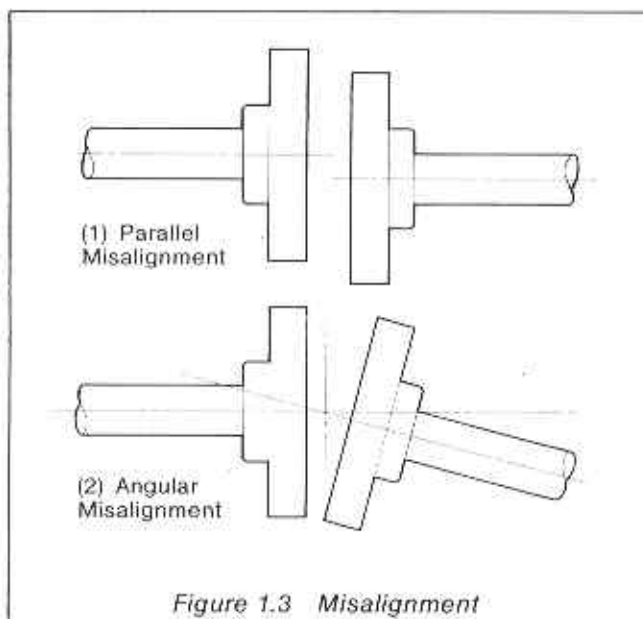 (1) Parallel
Misalignment
(2) Angular
Misalignment
Figure 1.3 Misalignment